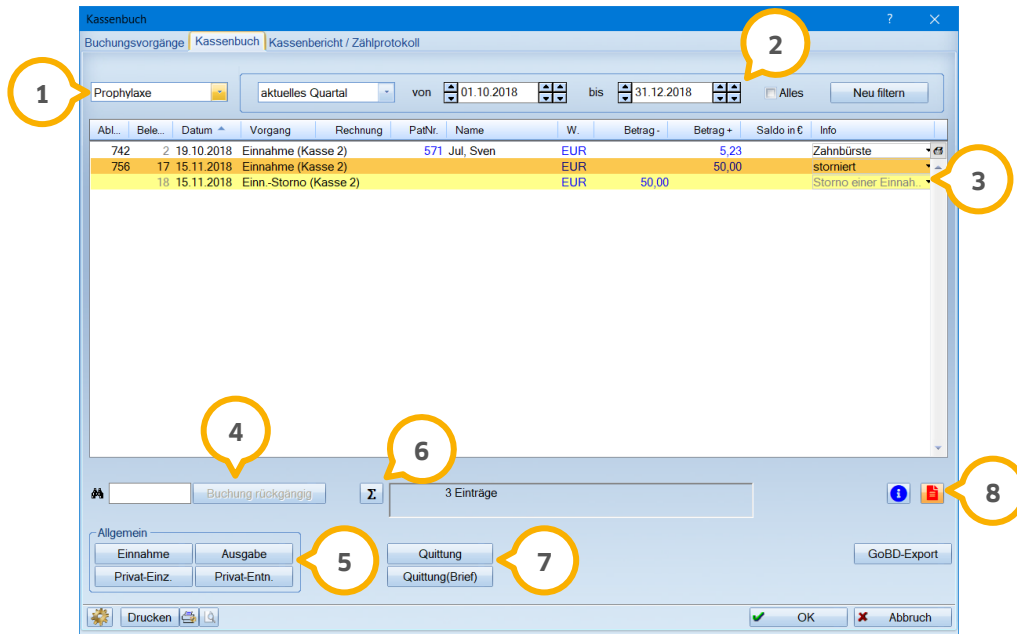 Kassenbuch ?
Buchungsvorgänge Kassenbuch Kassenbericht / Zählprotokoll
2
1
Prophylaxe aktuelles Quartal von 01.10.2018 bis 31.12.2018 Alles Neu filtern
Abl... Bele... Datum Vorgang Rechnung PatNr. Name W. Betrag - Betrag + Saldo in € Info
742 2 19.10.2018 Einnahme (Kasse 2) 571 Jul, Sven EUR 5,23 Zahnbürste
756 17 15.11.2018 Einnahme (Kasse 2) EUR 50,00 storniert
18 15.11.2018 Einn.-Storno (Kasse 2) EUR 50,00 Storno einer Einnah..
3
4
6
Buchung rückgängig Σ 3 Einträge i
8
Allgemein
Einnahme Ausgabe Quittung GoBD-Export
5
7
Privat-Einz. Privat-Entn. Quittung(Brief)
Drucken OK Abbruch